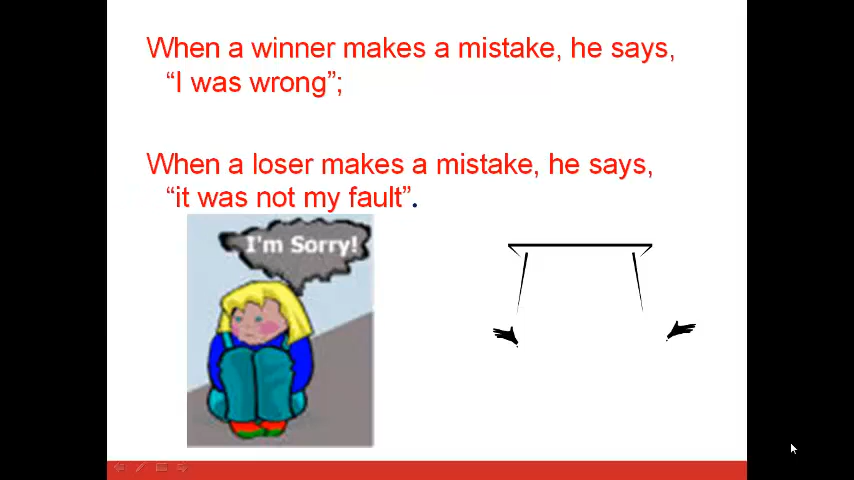 When a winner makes a mistake, he says,
“I was wrong”;
When a loser makes a mistake, he says,
“it was not my fault”.
I'm Sorry!